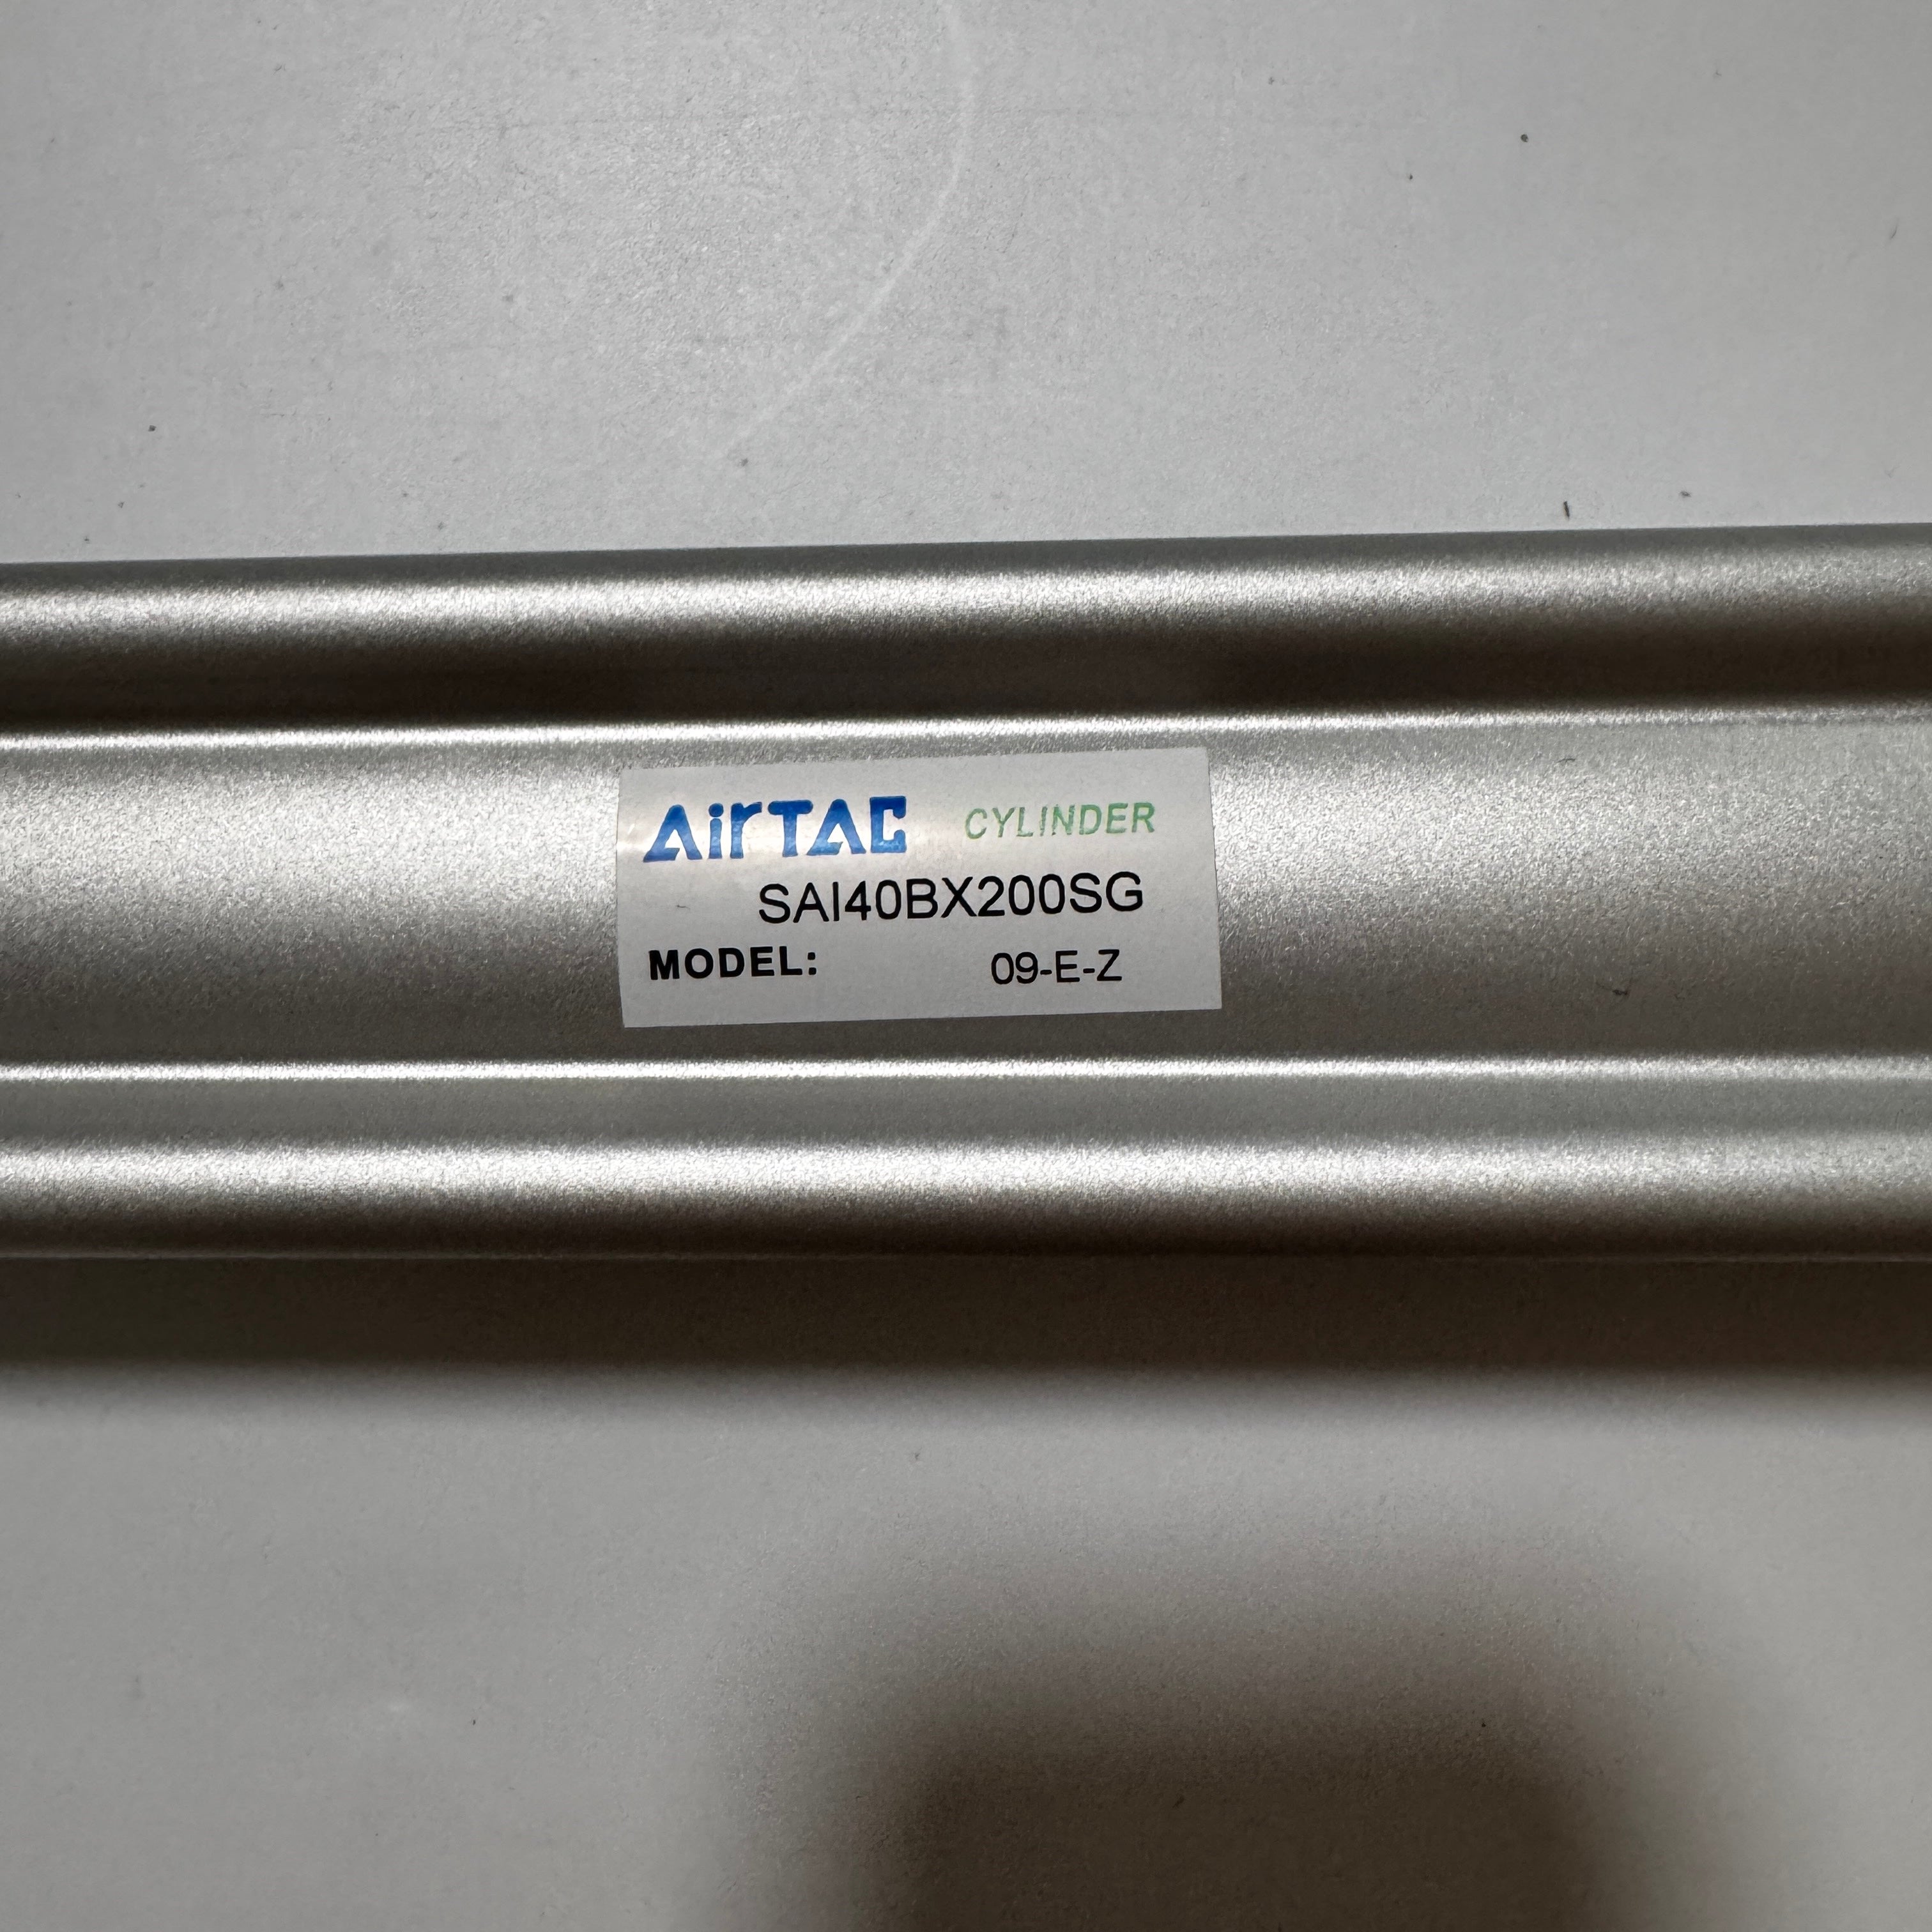 AirTAC CYLINDER
SAI40BX200SG
MODEL: 09-E-Z